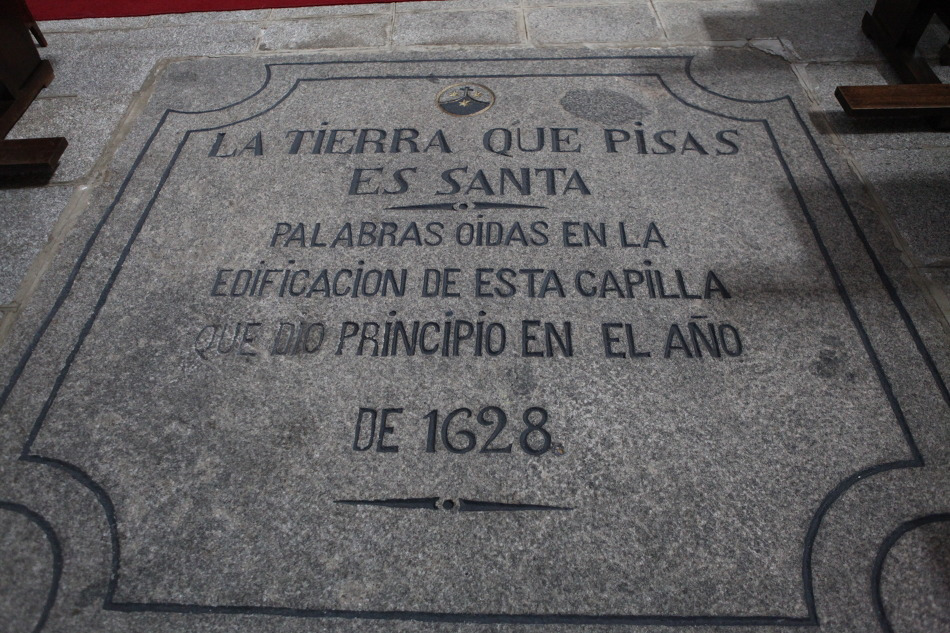 LA TIERRA QUE PISAS
ES SANTA
PALABRAS OIDAS EN LA
EDIFICACION DE ESTA CAPILLA
QUE DIO PRINCIPIO EN EL AÑO
DE 1628.